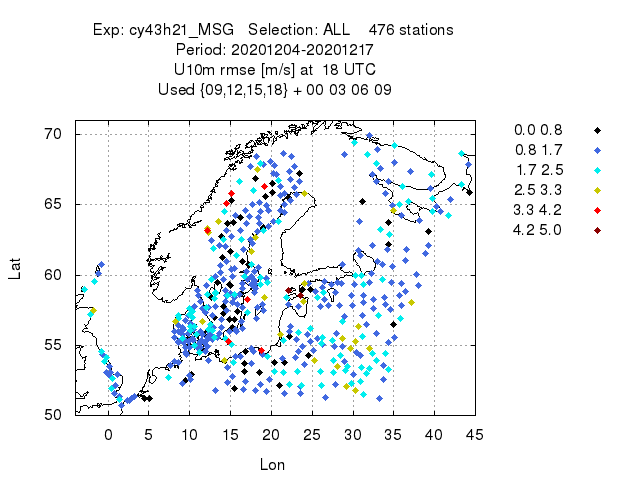 Exp: cy43h21_MSG Selection: ALL 476 stations
Period: 20201204-20201217
U10m rmse [m/s] at 18 UTC
Used {09,12,15,18} + 00 03 06 09
0.0 0.8
0.8 1.7
1.7 2.5
2.5 3.3
3.3 4.2
4.2 5.0
Lat
70
65
60
55
50
0 5 10 15 20 25 30 35 40 45
Lon